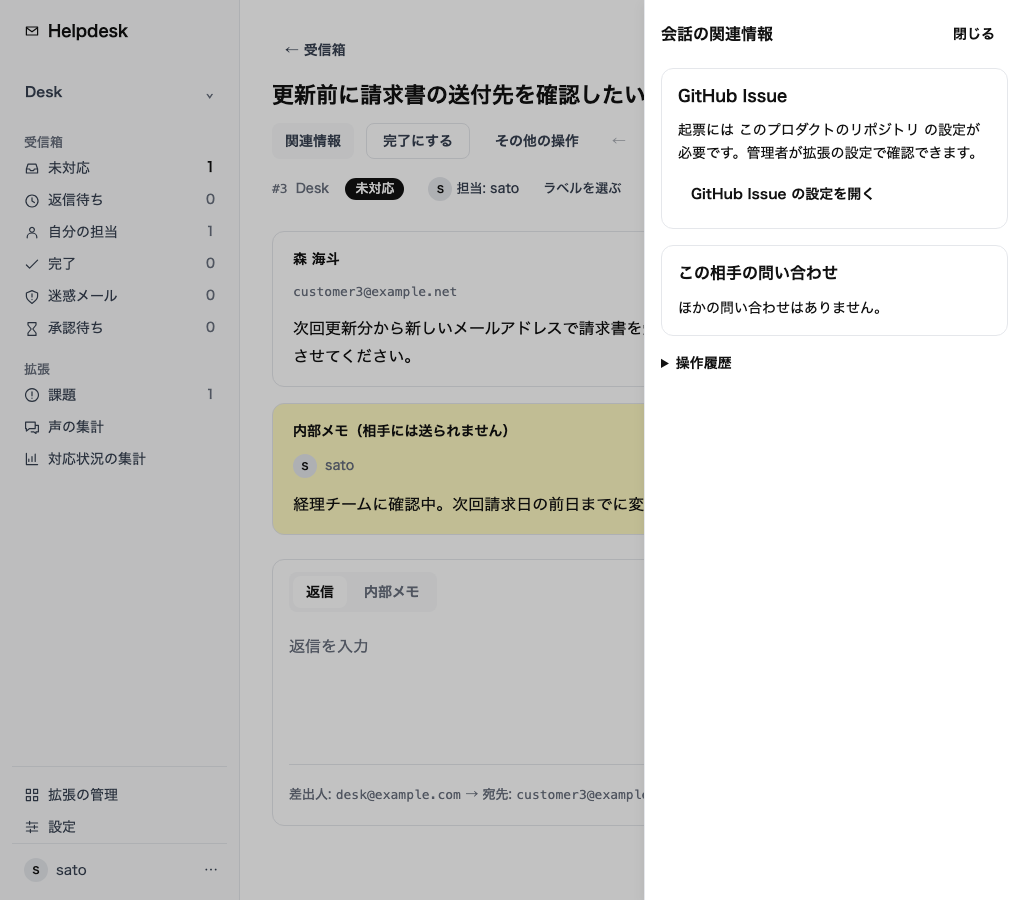 Helpdesk
Desk
受信箱
未対応 1
返信待ち 0
自分の担当 1
完了 0
迷惑メール 0
承認待ち 0
拡張
課題 1
声の集計
対応状況の集計
拡張の管理
設定
S sato ...
← 受信箱
更新前に請求書の送付先を確認したい
関連情報 完了にする その他の操作 ←
#3 Desk 未対応 S 担当: sato ラベルを選ぶ
森 海斗
customer3@example.net
次回更新分から新しいメールアドレスで請求書を
させてください。
内部メモ（相手には送られません）
S sato
経理チームに確認中。次回請求日の前日までに変
返信 内部メモ
返信を入力
差出人: desk@example.com → 宛先: customer3@example
会話の関連情報 閉じる
GitHub Issue
起票には このプロダクトのリポジトリ の設定が
必要です。管理者が拡張の設定で確認できます。
GitHub Issue の設定を開く
この相手の問い合わせ
ほかの問い合わせはありません。
▶ 操作履歴